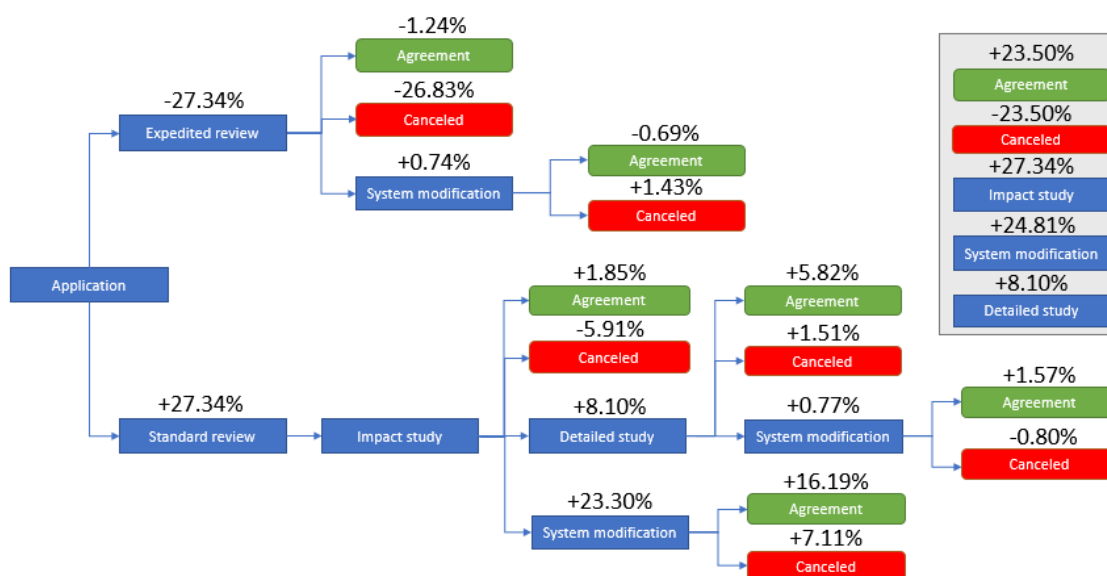 -1.24%
Agreement
-27.34%
Expedited review
-26.83%
Canceled
+0.74%
System modification
-0.69%
Agreement
+1.43%
Canceled
+23.50%
Agreement
-23.50%
Canceled
+27.34%
Impact study
+24.81%
System modification
+8.10%
Detailed study
Application
+1.85%
Agreement
-5.91%
Canceled
+5.82%
Agreement
+1.51%
Canceled
+27.34%
Standard review
Impact study
+8.10%
Detailed study
+0.77%
System modification
+1.57%
Agreement
-0.80%
Canceled
+23.30%
System modification
+16.19%
Agreement
+7.11%
Canceled